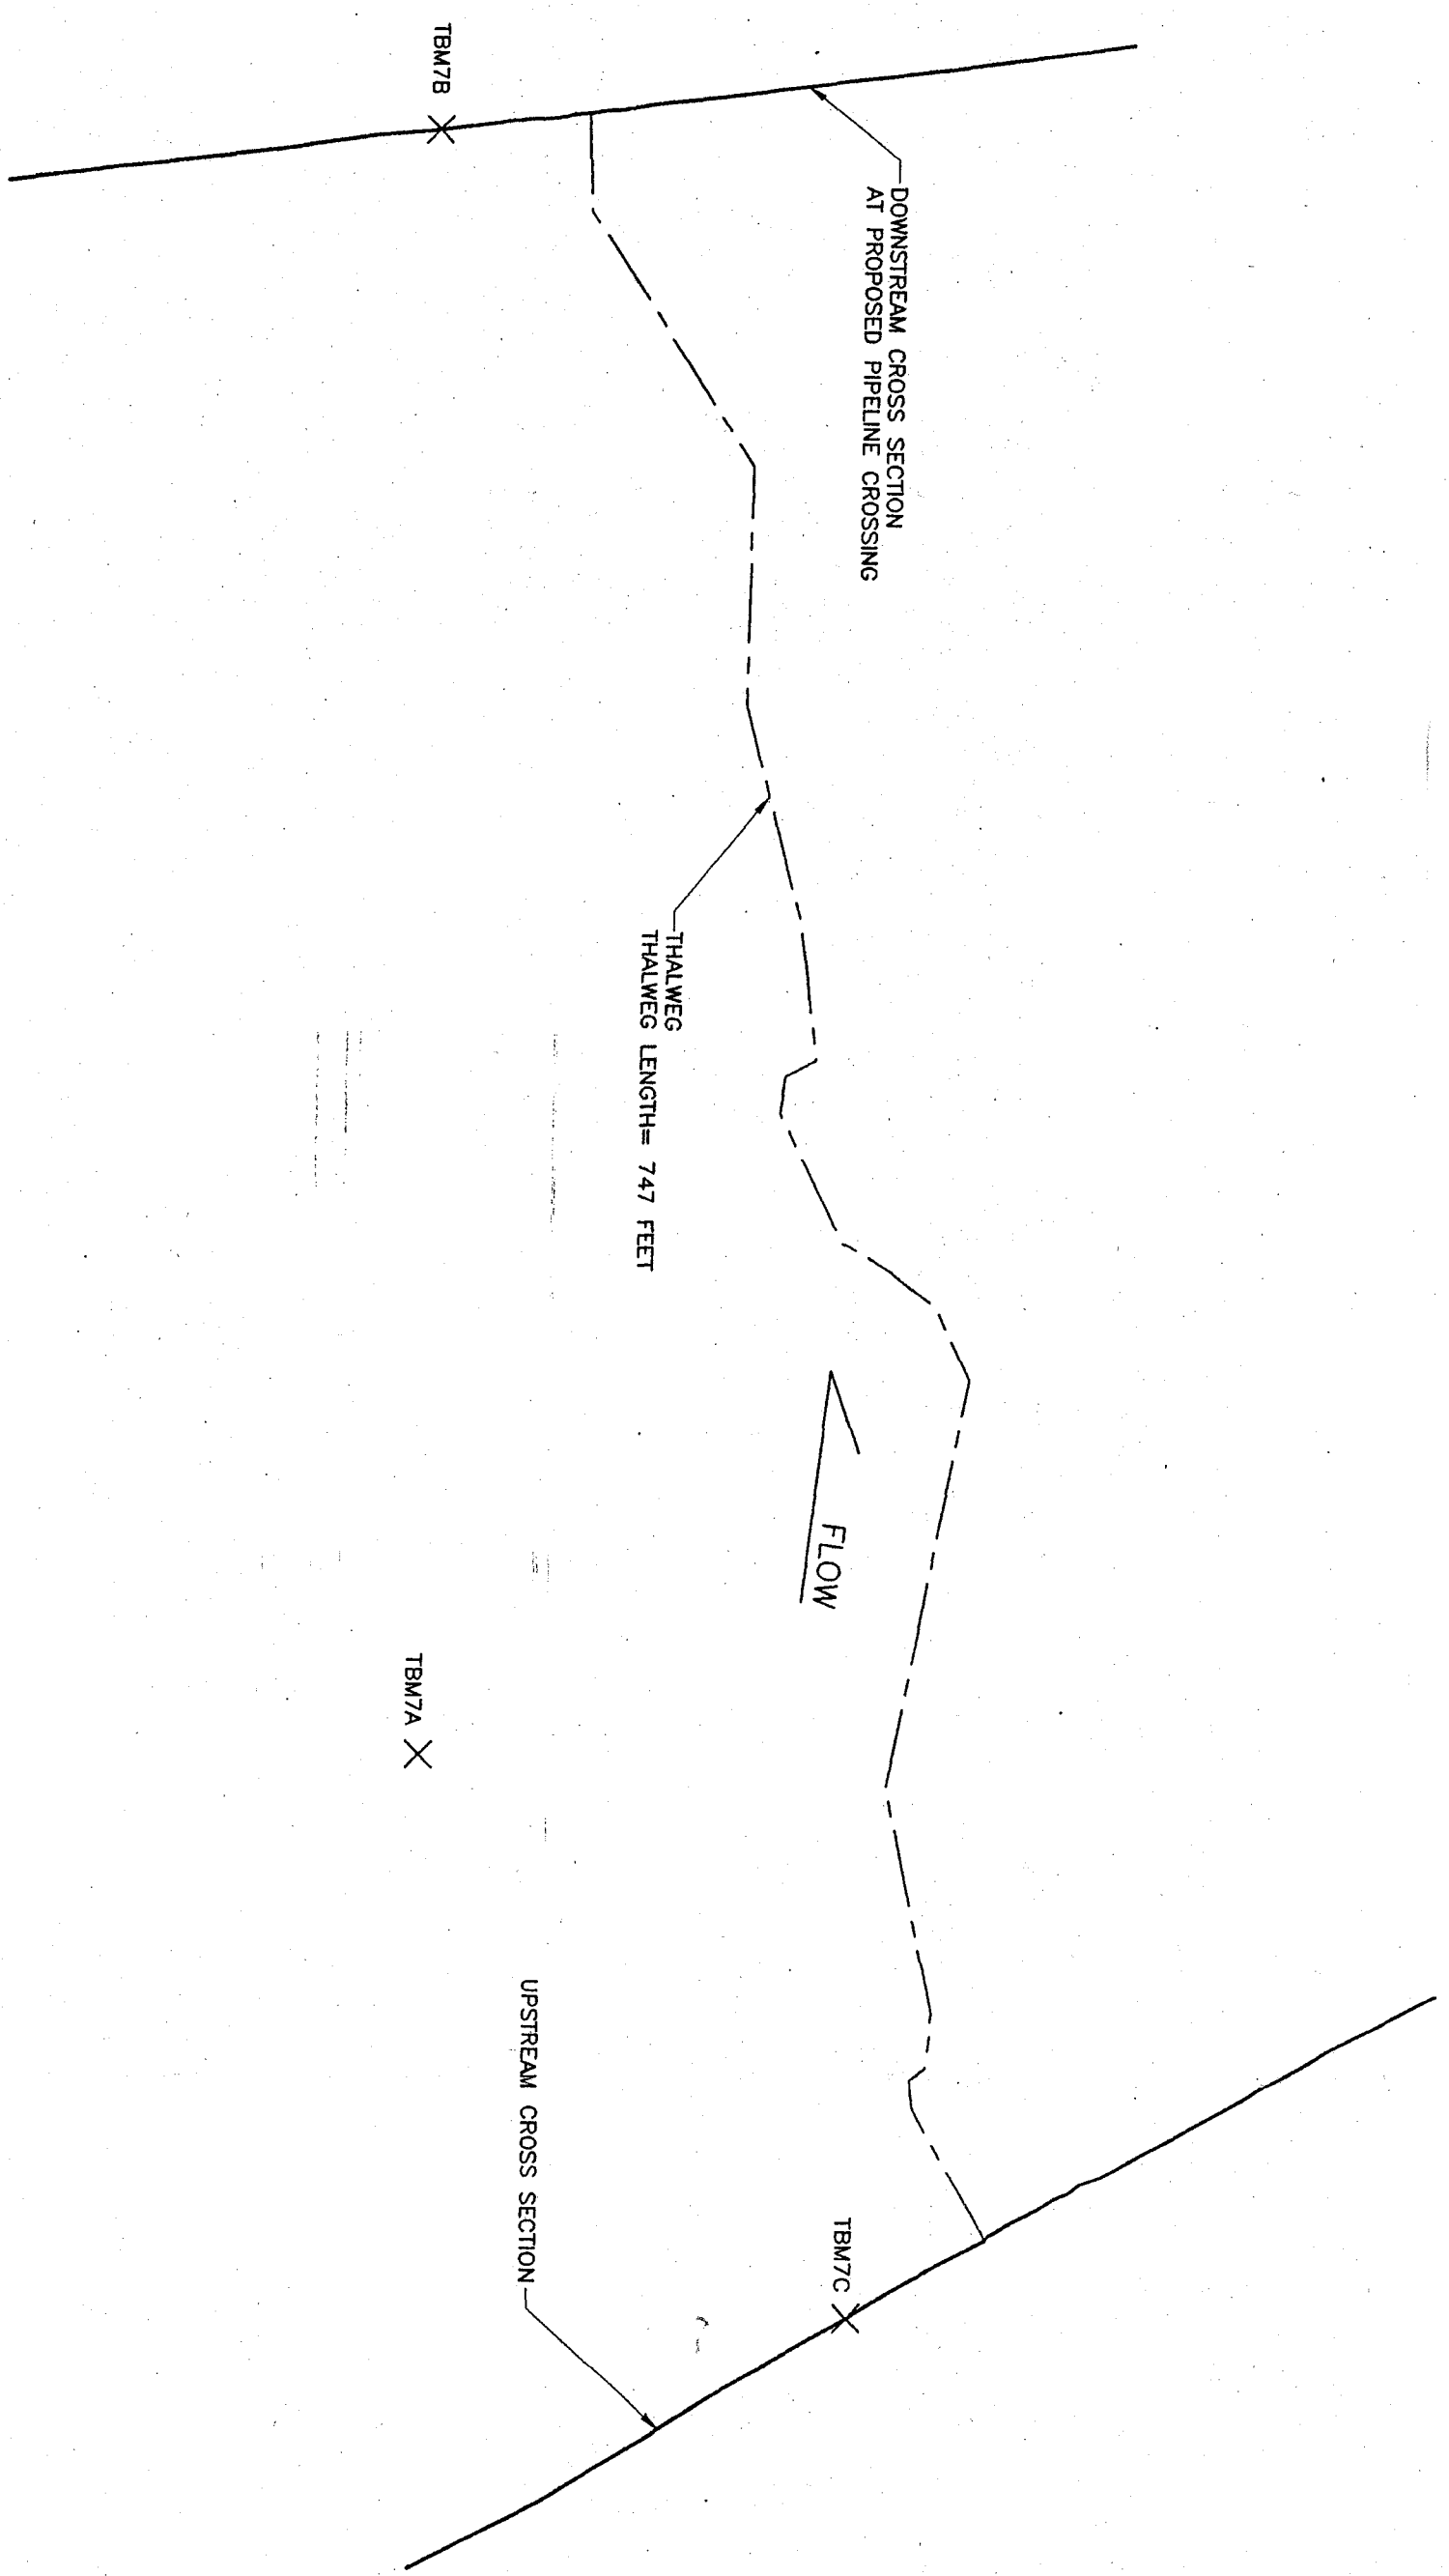 TBM7B
DOWNSTREAM CROSS SECTION
AT PROPOSED PIPELINE CROSSING
THALWEG
THALWEG LENGTH= 747 FEET
FLOW
TBM7A
UPSTREAM CROSS SECTION
TBM7C